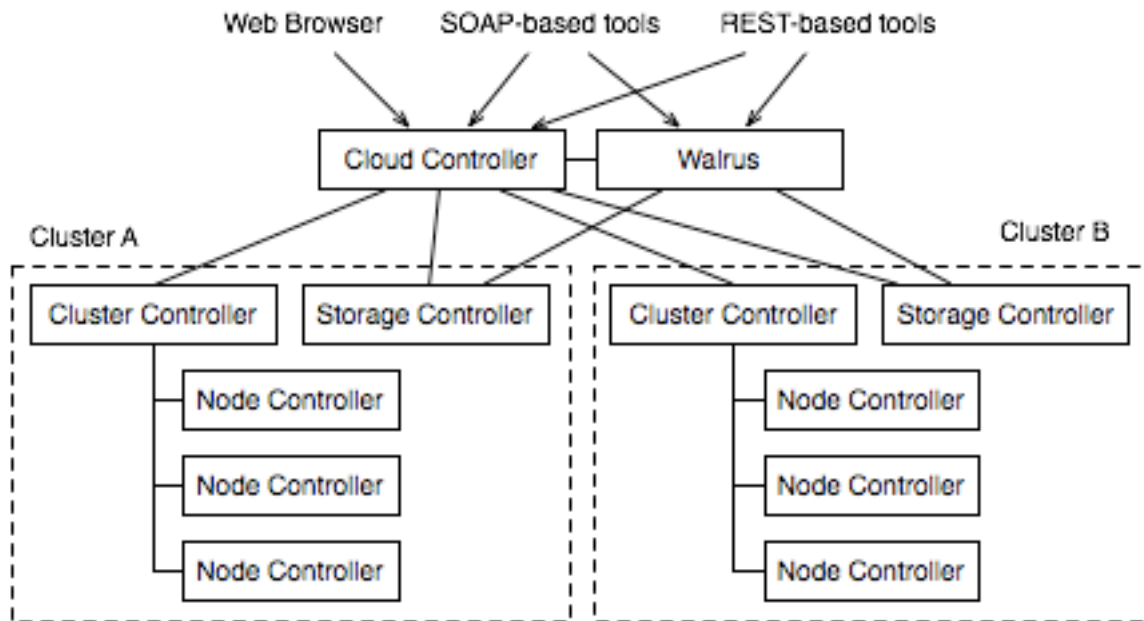 Web Browser
SOAP-based tools
REST-based tools
Cloud Controller
Walrus
Cluster A
Cluster B
Cluster Controller
Storage Controller
Cluster Controller
Storage Controller
Node Controller
Node Controller
Node Controller
Node Controller
Node Controller
Node Controller